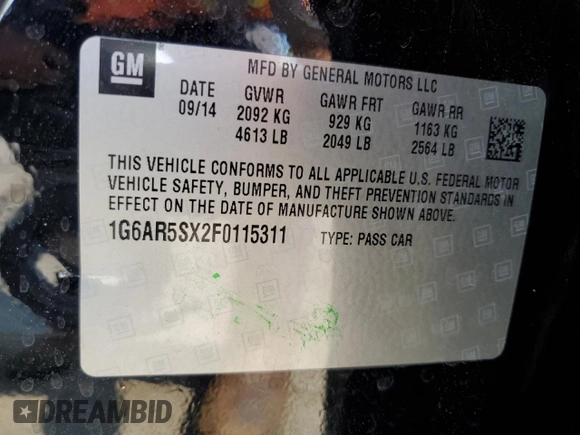 GM
MFD BY GENERAL MOTORS LLC
DATE GVWR GAWR FRT GAWR RR
09/14 2092 KG 929 KG 1163 KG
4613 LB 2049 LB 2564 LB
THIS VEHICLE CONFORMS TO ALL APPLICABLE U.S. FEDERAL MOTOR
VEHICLE SAFETY, BUMPER, AND THEFT PREVENTION STANDARDS IN
EFFECT ON THE DATE OF MANUFACTURE SHOWN ABOVE.
1G6AR5SX2F0115311 TYPE: PASS CAR
DREAMBID